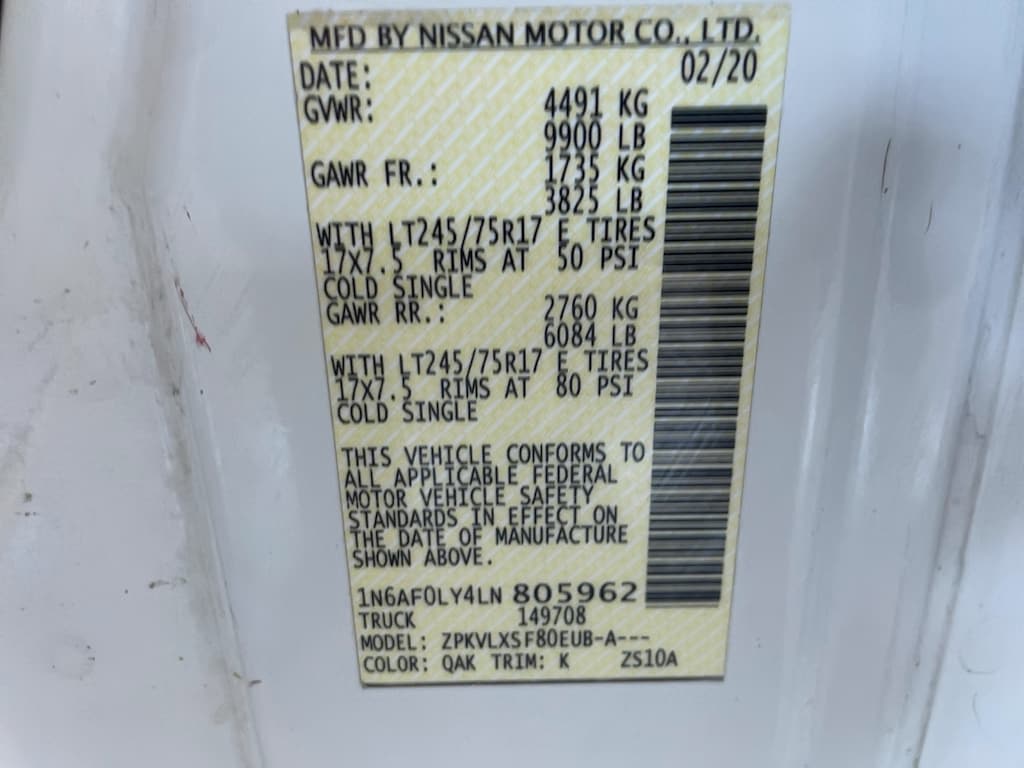 MFD BY NISSAN MOTOR CO., LTD.
DATE: 02/20
GVWR: 4491 KG
9900 LB
GAWR FR.: 1735 KG
3825 LB
WITH LT245/75R17 E TIRES
17X7.5 RIMS AT 50 PSI
COLD SINGLE
GAWR RR.: 2760 KG
6084 LB
WITH LT245/75R17 E TIRES
17X7.5 RIMS AT 80 PSI
COLD SINGLE
THIS VEHICLE CONFORMS TO
ALL APPLICABLE FEDERAL
MOTOR VEHICLE SAFETY
STANDARDS IN EFFECT ON
THE DATE OF MANUFACTURE
SHOWN ABOVE.
1N6AF0LY4LN 805962
TRUCK 149708
MODEL: ZPKVLXSF80EUB-A---
COLOR: QAK TRIM: K ZS10A